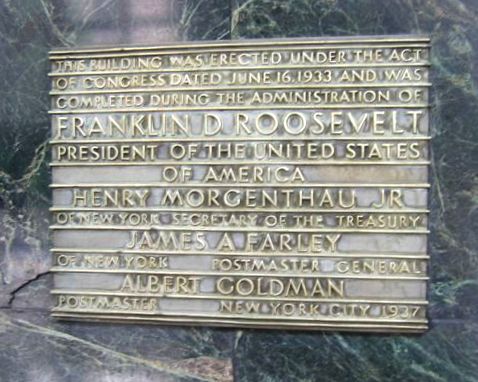 THIS BUILDING WAS ERECTED UNDER THE ACT
OF CONGRESS DATED JUNE 16, 1933 AND WAS
COMPLETED DURING THE ADMINISTRATION OF
FRANKLIN D. ROOSEVELT
PRESIDENT OF THE UNITED STATES
OF AMERICA
HENRY MORGENTHAU JR
OF NEW YORK SECRETARY OF THE TREASURY
JAMES A FARLEY
OF NEW YORK POSTMASTER GENERAL
ALBERT GOLDMAN
POSTMASTER NEW YORK CITY 1937